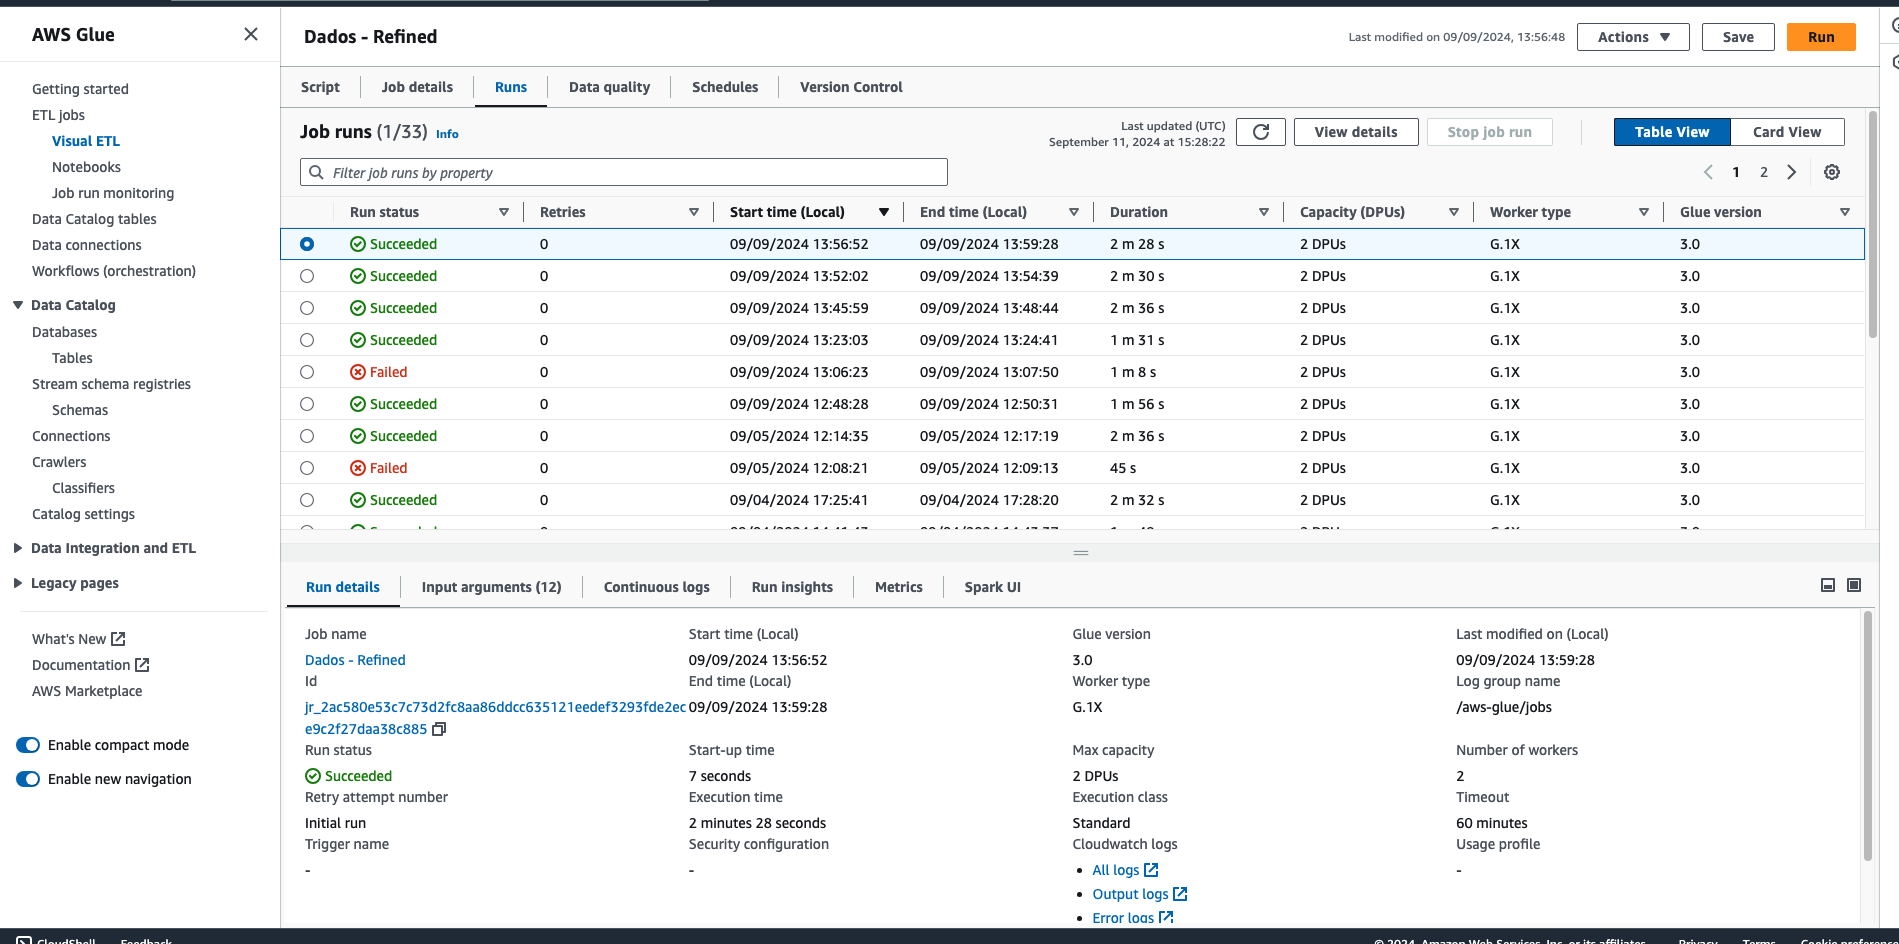 AWS Glue
Getting started
ETL jobs
Visual ETL
Notebooks
Job run monitoring
Data Catalog tables
Data connections
Workflows (orchestration)
Data Catalog
Databases
Tables
Stream schema registries
Schemas
Connections
Crawlers
Classifiers
Catalog settings
Data Integration and ETL
Legacy pages
What's New
Documentation
AWS Marketplace
Enable compact mode
Enable new navigation
Dados - Refined
Last modified on 09/09/2024, 13:56:48 Actions Save Run
Script Job details Runs Data quality Schedules Version Control
Job runs (1/33) Info
Last updated (UTC)
September 11, 2024 at 15:28:22
View details Stop job run Table View Card View
Filter job runs by property
1 2
Run status Retries Start time (Local) End time (Local) Duration Capacity (DPUs) Worker type Glue version
Succeeded 0 09/09/2024 13:56:52 09/09/2024 13:59:28 2 m 28 s 2 DPUs G.1X 3.0
Succeeded 0 09/09/2024 13:52:02 09/09/2024 13:54:39 2 m 30 s 2 DPUs G.1X 3.0
Succeeded 0 09/09/2024 13:45:59 09/09/2024 13:48:44 2 m 36 s 2 DPUs G.1X 3.0
Succeeded 0 09/09/2024 13:23:03 09/09/2024 13:24:41 1 m 31 s 2 DPUs G.1X 3.0
Failed 0 09/09/2024 13:06:23 09/09/2024 13:07:50 1 m 8 s 2 DPUs G.1X 3.0
Succeeded 0 09/09/2024 12:48:28 09/09/2024 12:50:31 1 m 56 s 2 DPUs G.1X 3.0
Succeeded 0 09/05/2024 12:14:35 09/05/2024 12:17:19 2 m 36 s 2 DPUs G.1X 3.0
Failed 0 09/05/2024 12:08:21 09/05/2024 12:09:13 45 s 2 DPUs G.1X 3.0
Succeeded 0 09/04/2024 17:25:41 09/04/2024 17:28:20 2 m 32 s 2 DPUs G.1X 3.0
Run details Input arguments (12) Continuous logs Run insights Metrics Spark UI
Job name Start time (Local) Glue version Last modified on (Local)
Dados - Refined 09/09/2024 13:56:52 3.0 09/09/2024 13:59:28
Id End time (Local) Worker type Log group name
jr_2ac580e53c7c73d2fc8aa86ddcc635121eedef3293fde2ec 09/09/2024 13:59:28 G.1X /aws-glue/jobs
e9c2f27daa38c885
Run status Start-up time Max capacity Number of workers
Succeeded 7 seconds 2 DPUs 2
Retry attempt number Execution time Execution class Timeout
Initial run 2 minutes 28 seconds Standard 60 minutes
Trigger name Security configuration Cloudwatch logs Usage profile
- - • All logs -
• Output logs
• Error logs
CloudShell Feedback © 2024, Amazon Web Services, Inc. or its affiliates. Privacy Terms Cookie preferences